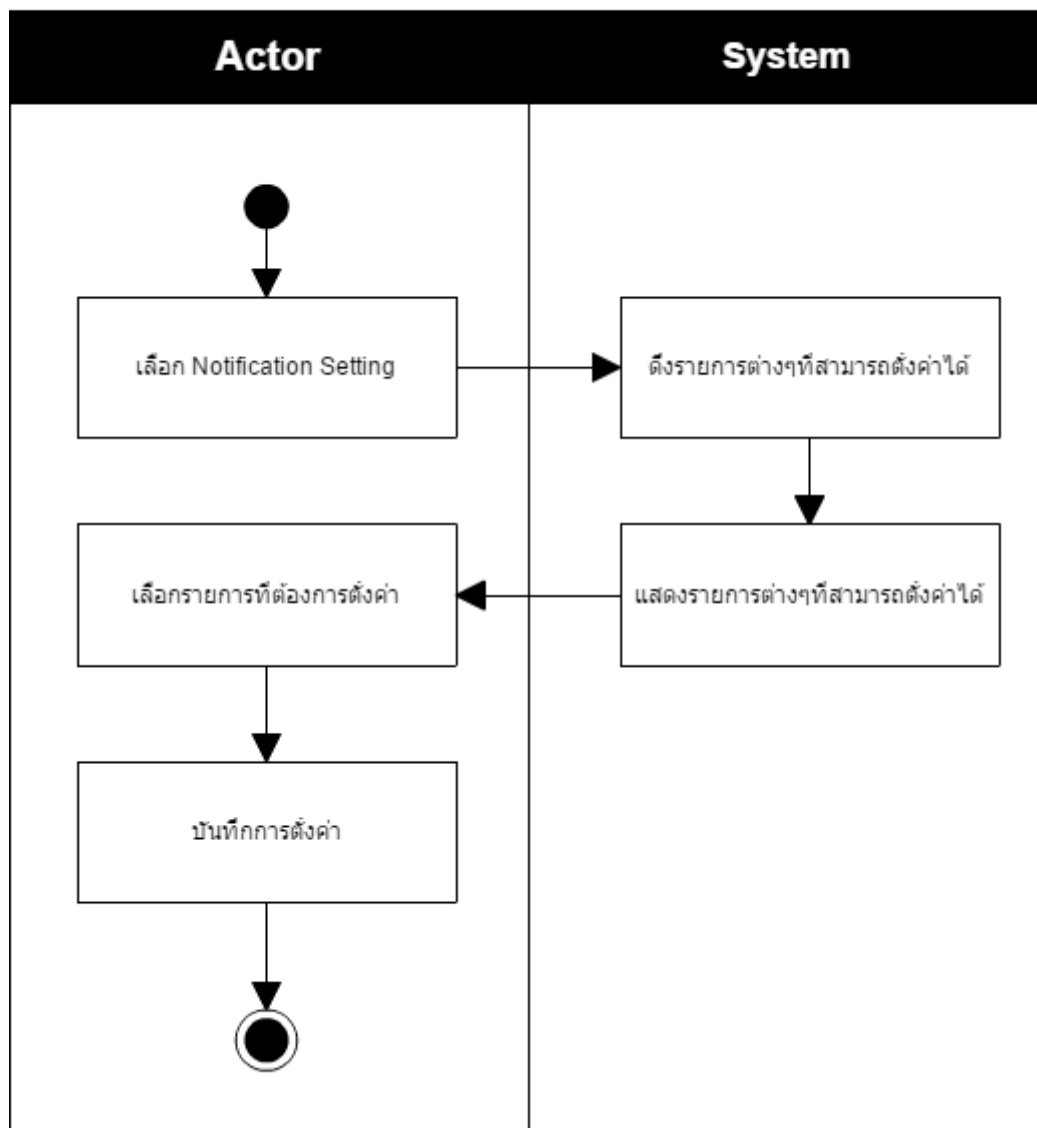 Actor
System
เลือก Notification Setting
ดึงรายการต่างๆที่สามารถตั้งค่าได้
แสดงรายการต่างๆที่สามารถตั้งค่าได้
เลือกรายการที่ต้องการตั้งค่า
บันทึกการตั้งค่า